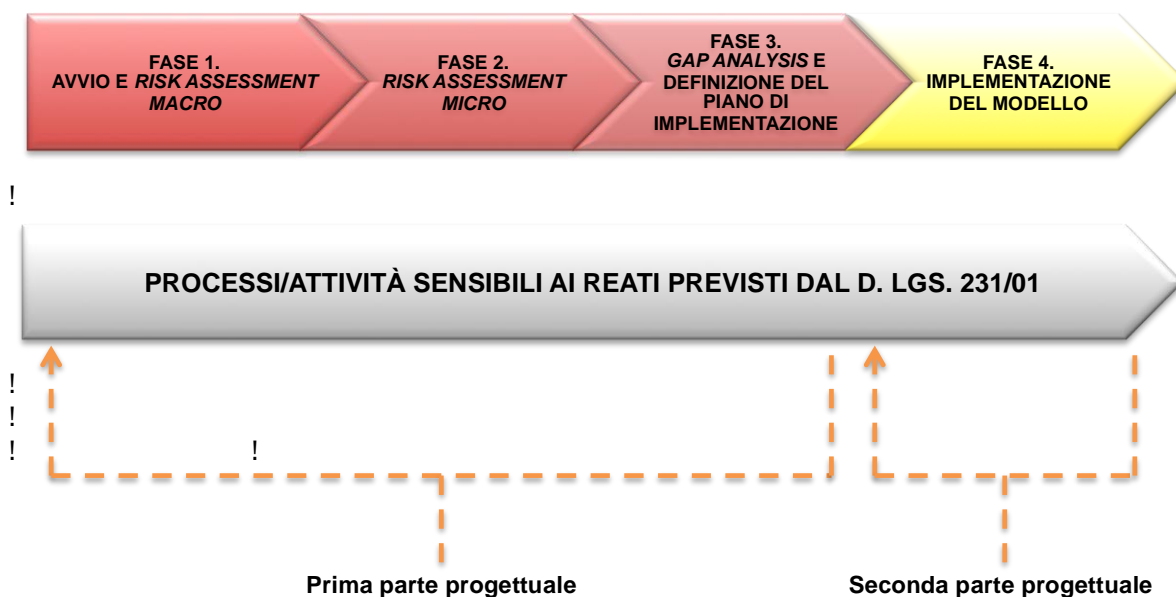 FASE 1.
AVVIO E RISK ASSESSMENT
MACRO
FASE 2.
RISK ASSESSMENT
MICRO
FASE 3.
GAP ANALYSIS E
DEFINIZIONE DEL
PIANO DI
IMPLEMENTAZIONE
FASE 4.
IMPLEMENTAZIONE
DEL MODELLO
!
PROCESSI/ATTIVITÀ SENSIBILI AI REATI PREVISTI DAL D. LGS. 231/01
!
!
! !
Prima parte progettuale
Seconda parte progettuale